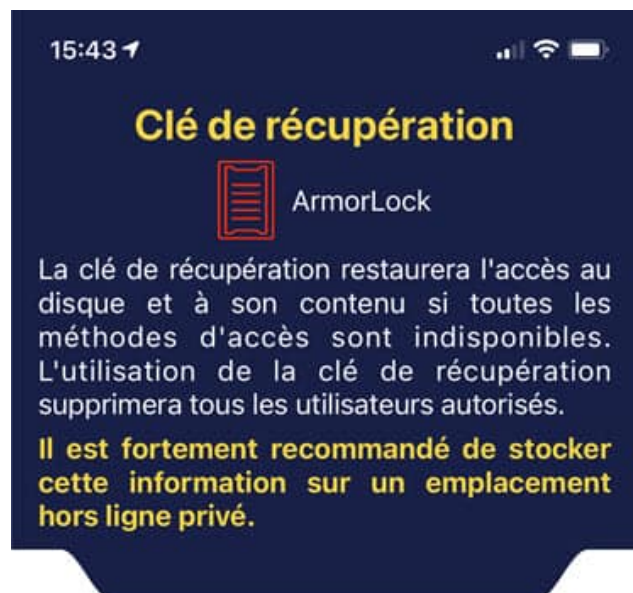 15:43
Clé de récupération
ArmorLock
La clé de récupération restaurera l'accès au
disque et à son contenu si toutes les
méthodes d'accès sont indisponibles.
L'utilisation de la clé de récupération
supprimera tous les utilisateurs autorisés.
Il est fortement recommandé de stocker
cette information sur un emplacement
hors ligne privé.